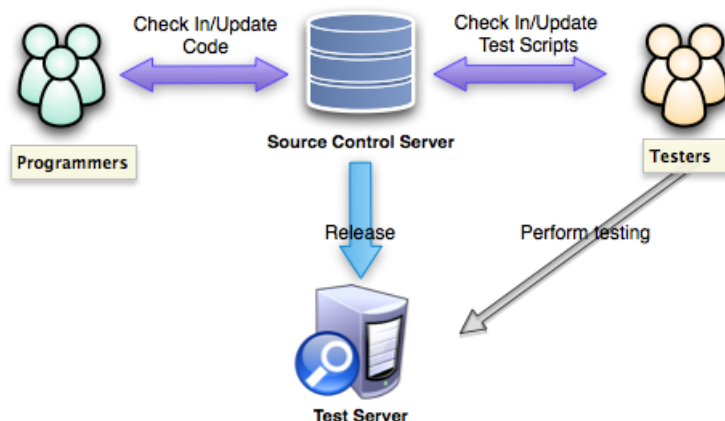 Check In/Update
Code
Check In/Update
Test Scripts
Source Control Server
Programmers
Testers
Release
Perform testing
Test Server